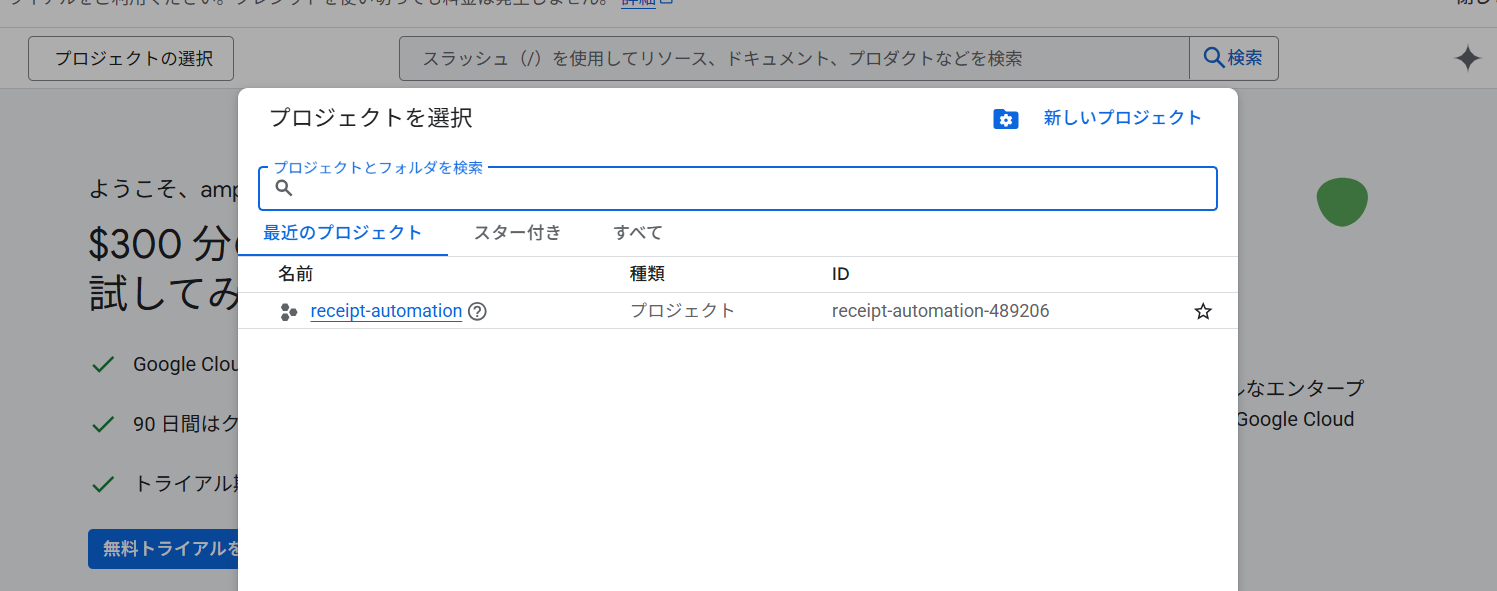 詳細
プロジェクトの選択
スラッシュ（/）を使用してリソース、ドキュメント、プロダクトなどを検索
検索
プロジェクトを選択
新しいプロジェクト
プロジェクトとフォルダを検索
ようこそ、amp
$300 分
試してみ
最近のプロジェクト
スター付き
すべて
名前
種類
ID
receipt-automation
プロジェクト
receipt-automation-489206
Google Clou
なエンタープ
Google Cloud
90 日間はク
トライアル
無料トライアルを